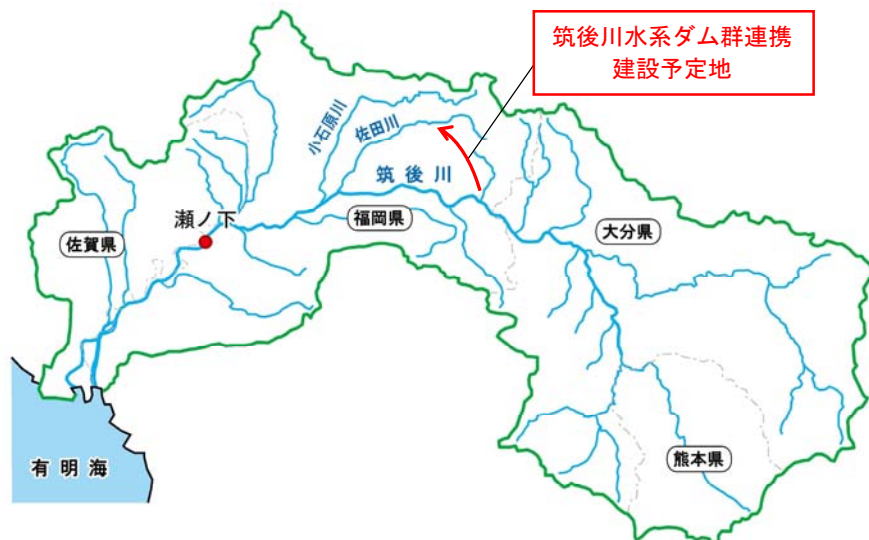 筑後川水系ダム群連携
建設予定地
小石原川
佐田川
筑後川
瀬ノ下
福岡県
佐賀県
大分県
有明海
熊本県